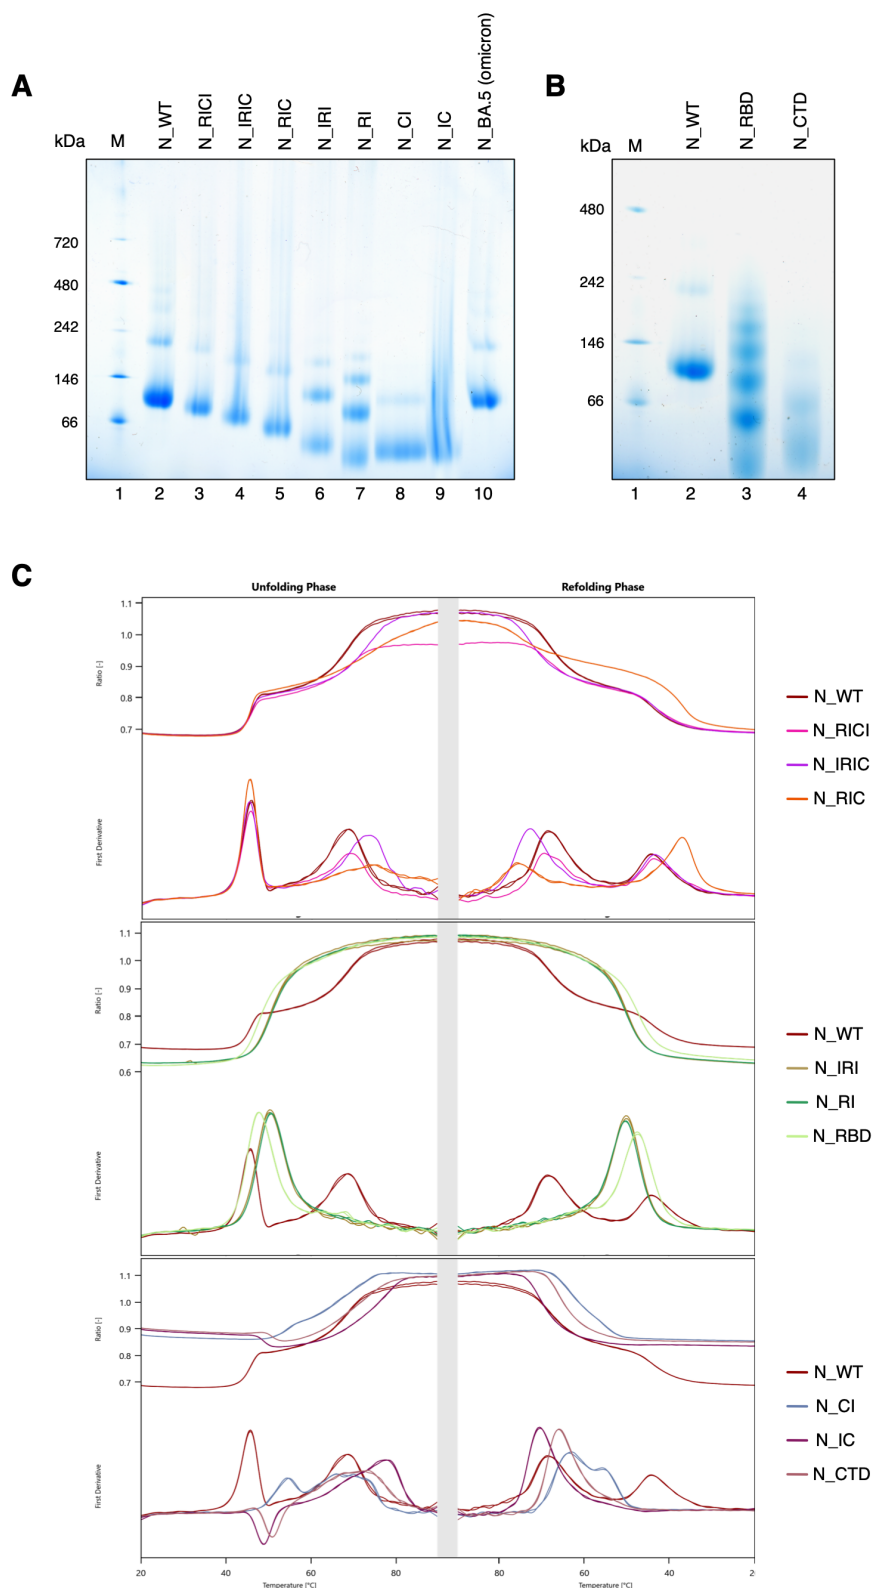 A
kDa M N_WT N_RICI N_IRIC N_RIC N_IRI N_RI N_CI N_IC N_BA.5 (omicron)
720
480
242
146
66
1 2 3 4 5 6 7 8 9 10
B
kDa M N_WT N_RBD N_CTD
480
242
146
66
1 2 3 4
C
Unfolding Phase Refolding Phase
1.1
1.0
0.9
0.8
0.7
Ratio [-]
First Derivative
N_WT
N_RICI
N_IRIC
N_RIC
1.1
1.0
0.9
0.8
0.7
0.6
Ratio [-]
First Derivative
N_WT
N_IRI
N_RI
N_RBD
1.1
1.0
0.9
0.8
0.7
Ratio [-]
First Derivative
N_WT
N_CI
N_IC
N_CTD
20 40 60 80 80 60 40 2
Temperature [°C] Temperature [°C]